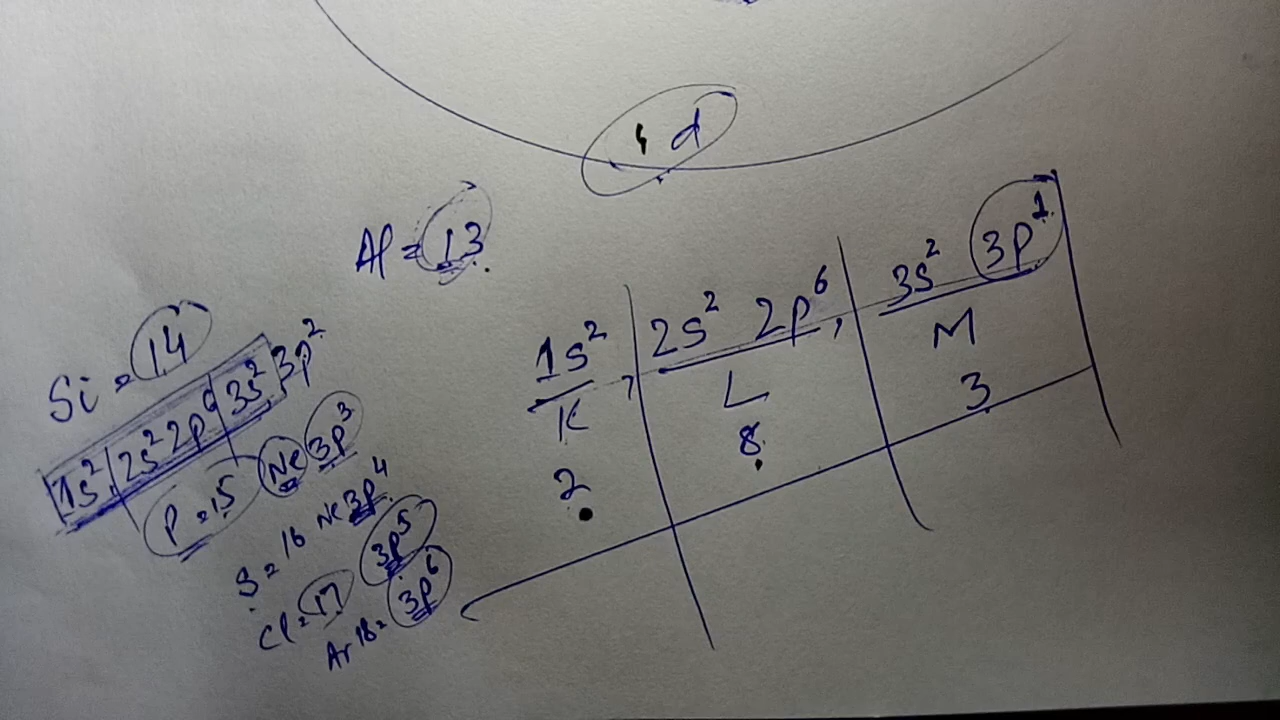 4 d
Al = 13
1s², 2s² 2p⁶, 3s² 3p¹
K L M
2 8 3
Si = 14
1s², 2s² 2p⁶ 3s² 3p²
P = 15 Ne 3p³
S = 16 Ne 3p⁴
Cl = 17 3p⁵
Ar 18 = 3p⁶